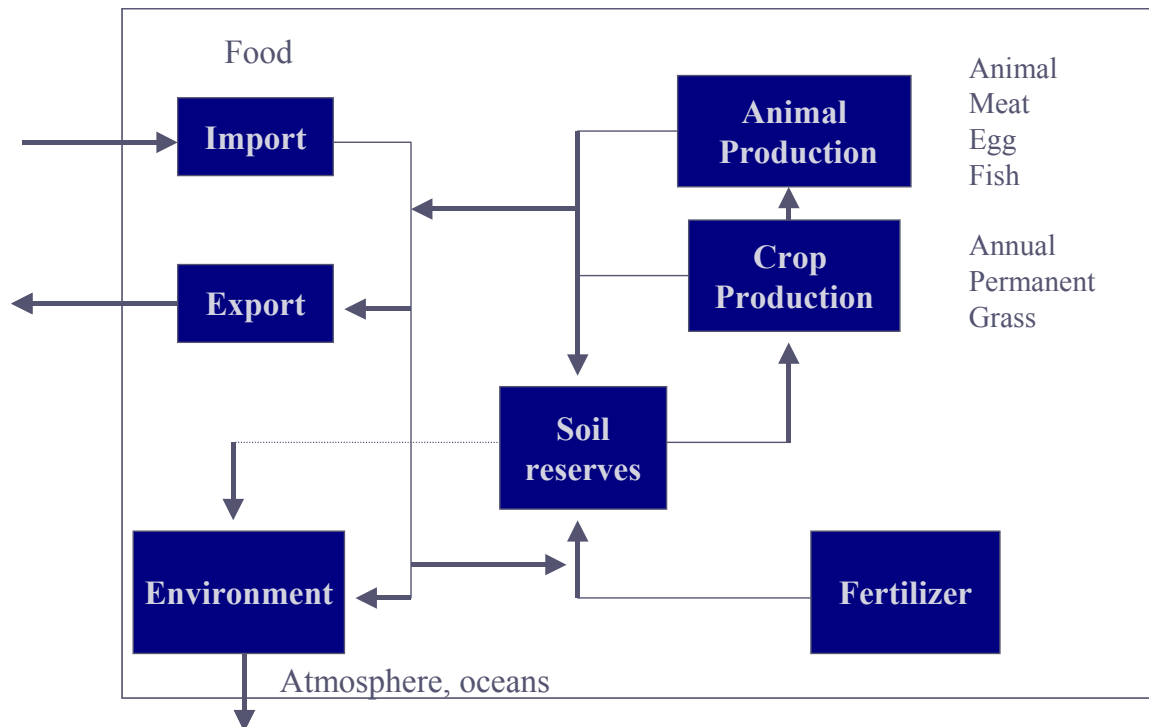 Food
Import
Export
Animal
Production
Crop
Production
Animal
Meat
Egg
Fish
Annual
Permanent
Grass
Soil
reserves
Environment
Fertilizer
Atmosphere, oceans